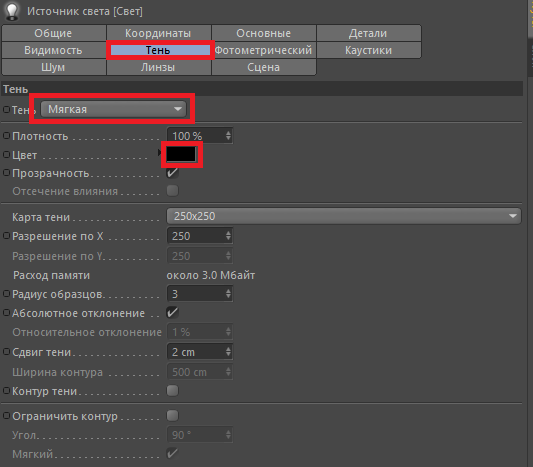 Источник света [Свет]
Общие Координаты Основные Детали
Видимость Тень Фотометрический Каустики
Шум Линзы Сцена
Тень
Тень Мягкая
Плотность 100 %
Цвет
Прозрачность
Отсечение влияния
Карта тени 250x250
Разрешение по X 250
Разрешение по Y 250
Расход памяти около 3.0 Мбайт
Радиус образцов 3
Абсолютное отклонение
Относительное отклонение 1 %
Сдвиг тени 2 cm
Ширина контура 500 cm
Контур тени
Ограничить контур
Угол 90 °
Мягкий